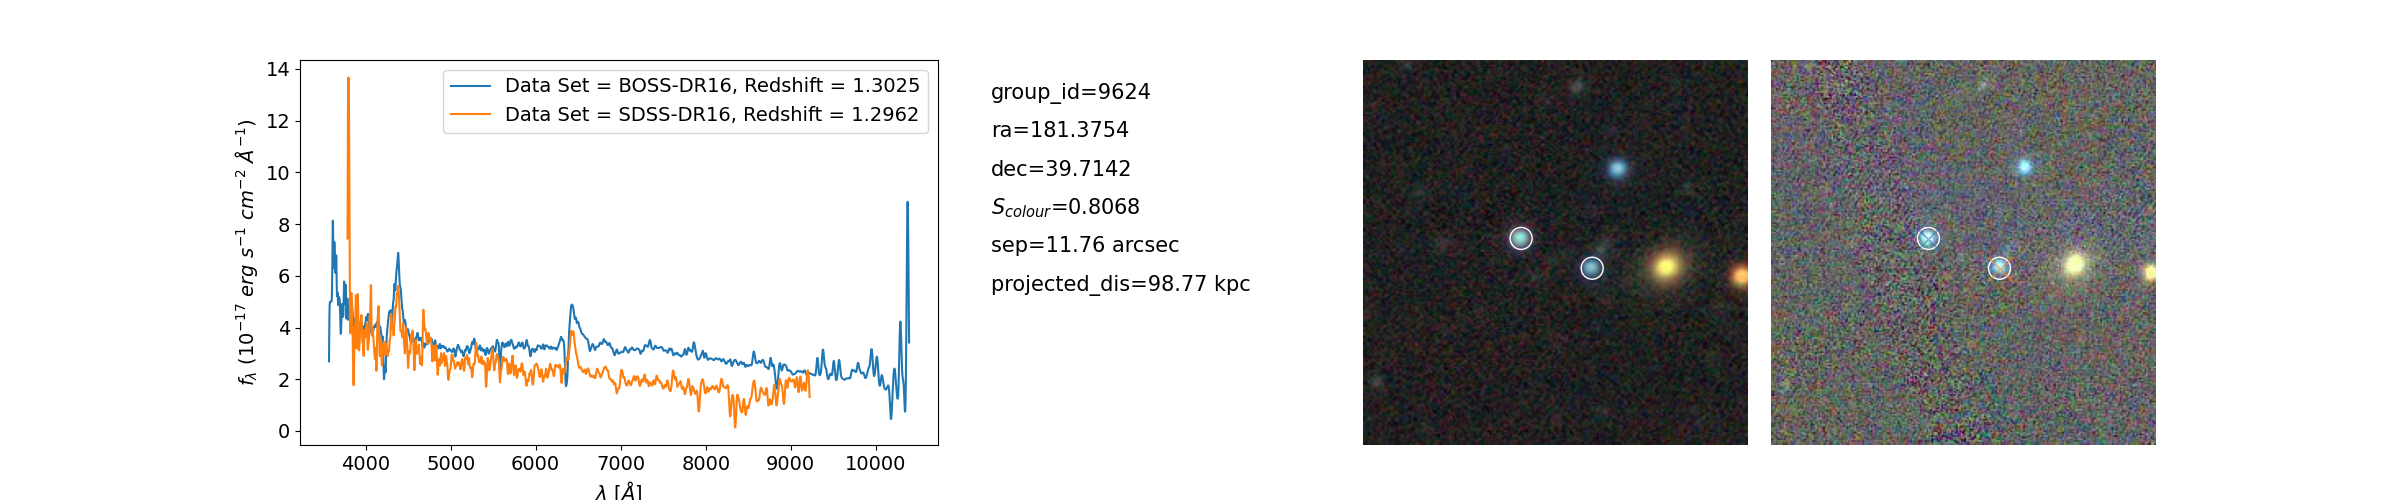 14
12
10
8
6
4
2
0
f_λ (10^−17 erg s^−1 cm^−2 Å^−1)
Data Set = BOSS-DR16, Redshift = 1.3025
Data Set = SDSS-DR16, Redshift = 1.2962
4000 5000 6000 7000 8000 9000 10000
λ [Å]
group_id=9624
ra=181.3754
dec=39.7142
S_colour=0.8068
sep=11.76 arcsec
projected_dis=98.77 kpc